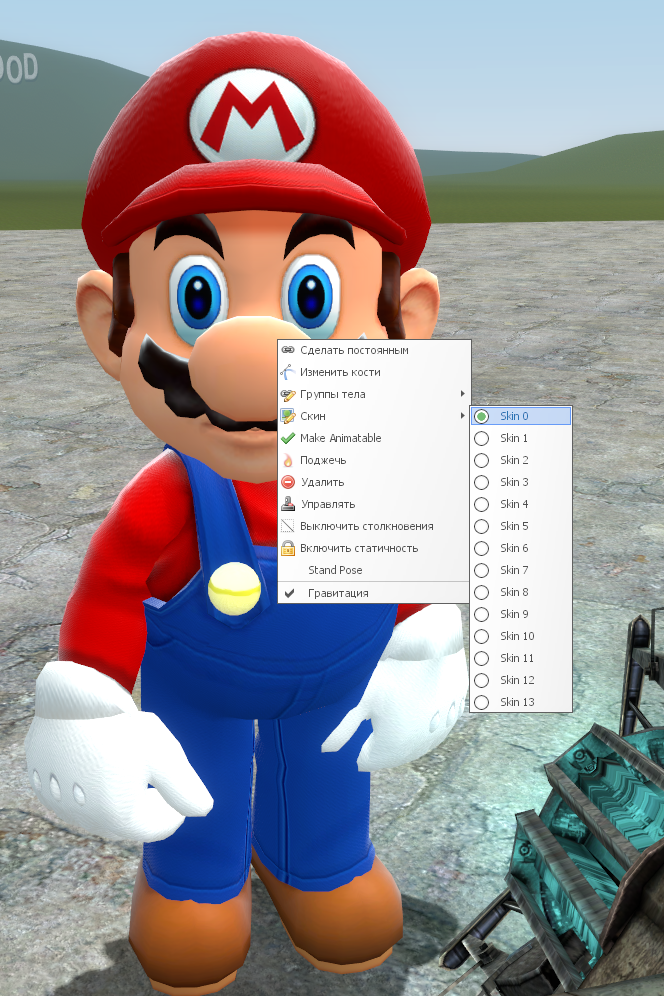 M
Сделать постоянным
Изменить кости
Группы тела
Скин
Make Animatable
Поджечь
Удалить
Управлять
Выключить столкновения
Включить статичность
Stand Pose
Гравитация
Skin 0
Skin 1
Skin 2
Skin 3
Skin 4
Skin 5
Skin 6
Skin 7
Skin 8
Skin 9
Skin 10
Skin 11
Skin 12
Skin 13